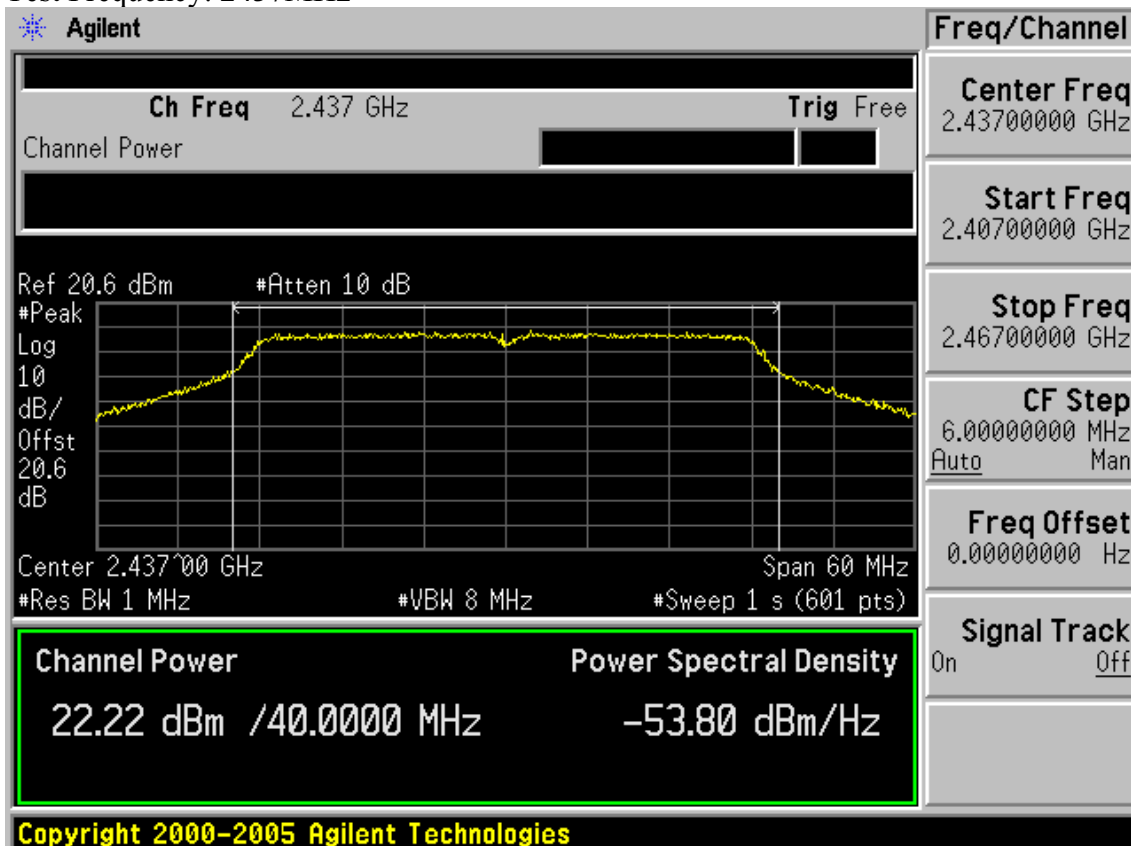 Test Frequency: 2437MHz
Agilent
Freq/Channel
Ch Freq 2.437 GHz Trig Free
Channel Power
Center Freq
2.43700000 GHz
Start Freq
2.40700000 GHz
Stop Freq
2.46700000 GHz
CF Step
6.00000000 MHz
Auto Man
Freq Offset
0.00000000 Hz
Signal Track
On Off
Ref 20.6 dBm #Atten 10 dB
#Peak
Log
10
dB/
Offst
20.6
dB
Center 2.437^00 GHz Span 60 MHz
#Res BW 1 MHz #VBW 8 MHz #Sweep 1 s (601 pts)
Channel Power Power Spectral Density
22.22 dBm /40.0000 MHz -53.80 dBm/Hz
Copyright 2000-2005 Agilent Technologies